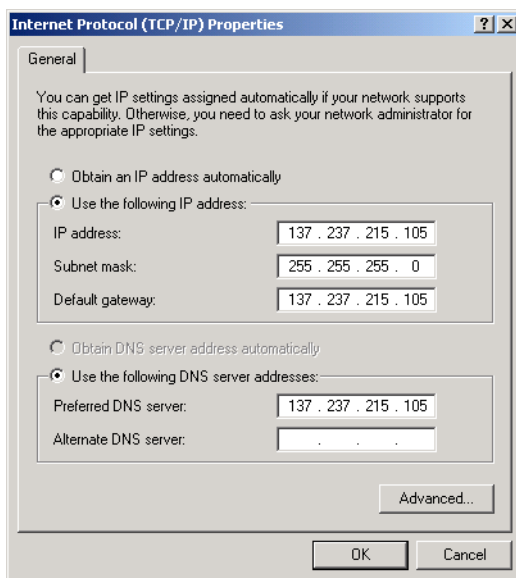 Internet Protocol (TCP/IP) Properties
General
You can get IP settings assigned automatically if your network supports
this capability. Otherwise, you need to ask your network administrator for
the appropriate IP settings.
Obtain an IP address automatically
Use the following IP address:
IP address: 137 . 237 . 215 . 105
Subnet mask: 255 . 255 . 255 . 0
Default gateway: 137 . 237 . 215 . 105
Obtain DNS server address automatically
Use the following DNS server addresses:
Preferred DNS server: 137 . 237 . 215 . 105
Alternate DNS server: . . .
Advanced...
OK Cancel